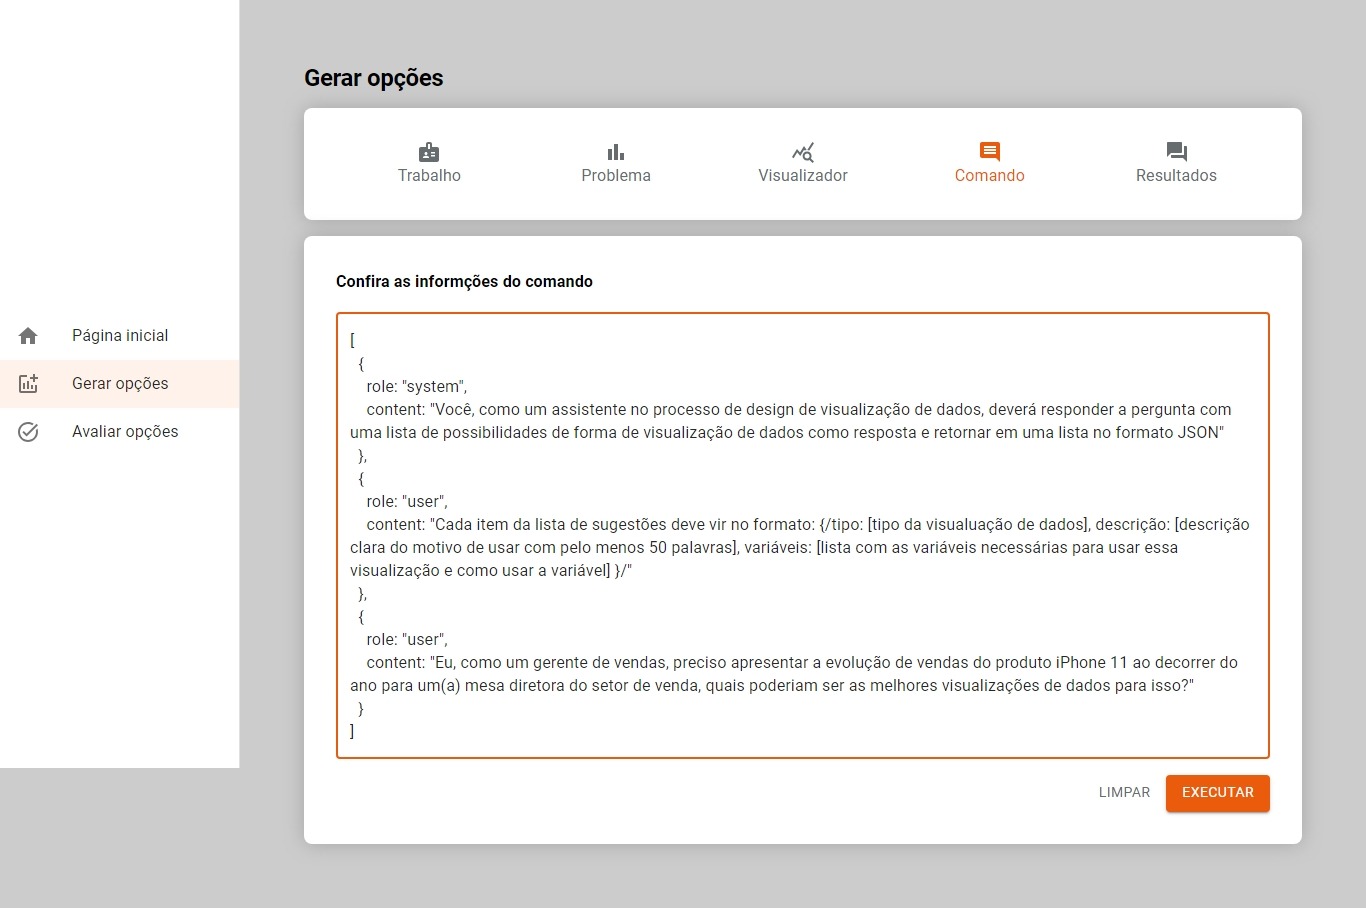 Gerar opções
Trabalho
Problema
Visualizador
Comando
Resultados
Página inicial
Gerar opções
Avaliar opções
Confira as informções do comando
[
{
role: "system",
content: "Você, como um assistente no processo de design de visualização de dados, deverá responder a pergunta com
uma lista de possibilidades de forma de visualização de dados como resposta e retornar em uma lista no formato JSON"
},
{
role: "user",
content: "Cada item da lista de sugestões deve vir no formato: {/tipo: [tipo da visualuação de dados], descrição: [descrição
clara do motivo de usar com pelo menos 50 palavras], variáveis: [lista com as variáveis necessárias para usar essa
visualização e como usar a variável] }/"
},
{
role: "user",
content: "Eu, como um gerente de vendas, preciso apresentar a evolução de vendas do produto iPhone 11 ao decorrer do
ano para um(a) mesa diretora do setor de venda, quais poderiam ser as melhores visualizações de dados para isso?"
}
]
LIMPAR
EXECUTAR